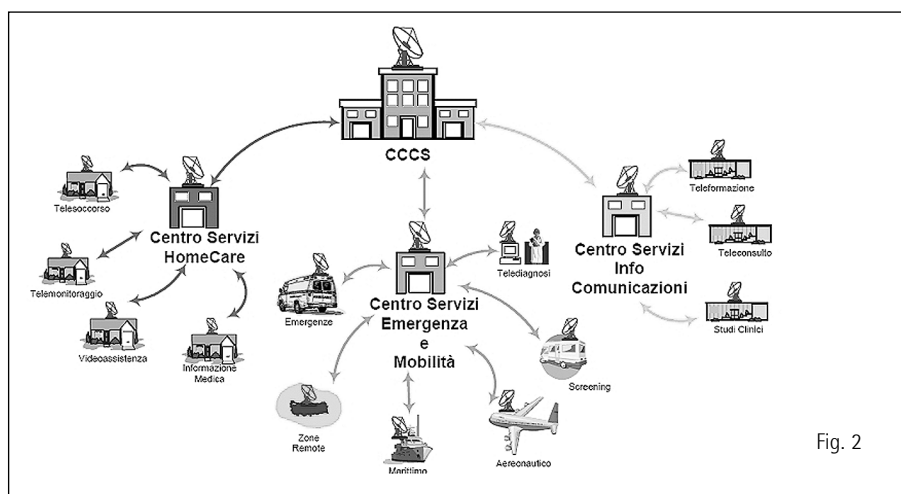 CCCS
Telesoccorso
Centro Servizi
HomeCare
Telemonitoraggio
Videoassistenza
Informazione
Medica
Centro Servizi
Emergenza
e
Mobilità
Emergenze
Telediagnosi
Zone
Remote
Marittimo
Aereonautico
Screening
Centro Servizi
Info
Comunicazioni
Teleformazione
Teleconsulto
Studi Clinici
Fig. 2